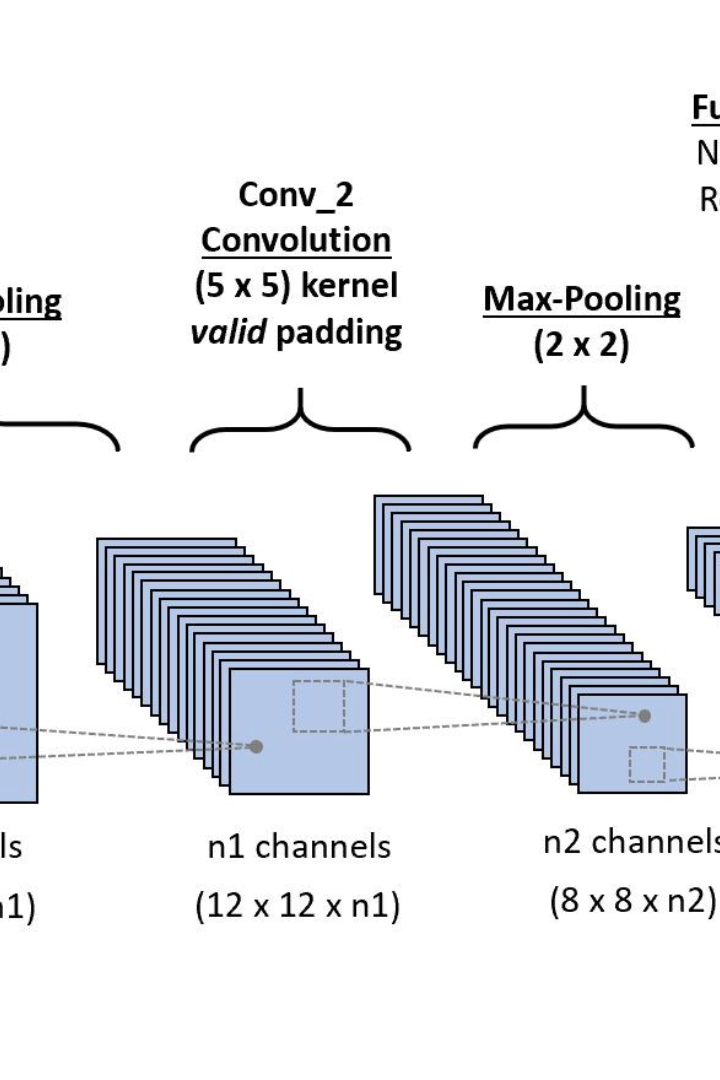 Conv_2
Convolution
(5 x 5) kernel
valid padding
Max-Pooling
(2 x 2)
n1 channels
(12 x 12 x n1)
n2 channels
(8 x 8 x n2)